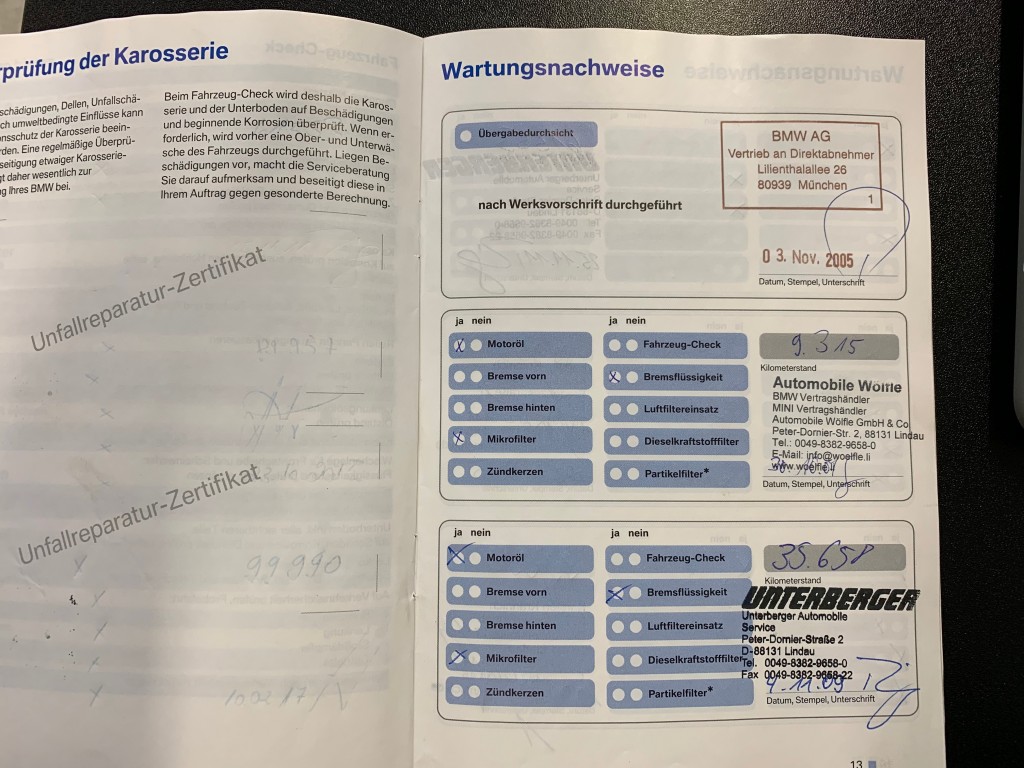 rprüfung der Karosserie
schädigungen, Dellen, Unfallschä-
ch umweltbedingte Einflüsse kann
onsschutz der Karosserie beein-
rden. Eine regelmäßige Überprü-
seitigung etwaiger Karosserie-
gt daher wesentlich zur
ng Ihres BMW bei.
Beim Fahrzeug-Check wird deshalb die Karos-
serie und der Unterboden auf Beschädigungen
und beginnende Korrosion überprüft. Wenn er-
forderlich, wird vorher eine Ober- und Unterwä-
sche des Fahrzeugs durchgeführt. Liegen Be-
schädigungen vor, macht die Serviceberatung
Sie darauf aufmerksam und beseitigt diese in
Ihrem Auftrag gegen gesonderte Berechnung.
Unfallreparatur-Zertifikat
Unfallreparatur-Zertifikat
Wartungsnachweise
Übergabedurchsicht
nach Werksvorschrift durchgeführt
BMW AG
Vertrieb an Direktabnehmer
Lilienthalallee 26
80939 München
1
03. Nov. 2005
Datum, Stempel, Unterschrift
ja nein
ja nein
Motoröl
Fahrzeug-Check
9.315
Bremse vorn
Bremsflüssigkeit
Kilometerstand
Bremse hinten
Luftfiltereinsatz
Mikrofilter
Dieselkraftstofffilter
Zündkerzen
Partikelfilter*
Automobile Wölfle
BMW Vertragshändler
MINI Vertragshändler
Automobile Wölfle GmbH & Co
Peter-Dornier-Str. 2, 88131 Lindau
Tel.: 0049-8382-9658-0
E-Mail: info@woelfle.li
www.woelfle.li
Datum, Stempel, Unterschrift
ja nein
ja nein
Motoröl
Fahrzeug-Check
35.658
Bremse vorn
Bremsflüssigkeit
Kilometerstand
Bremse hinten
Luftfiltereinsatz
Mikrofilter
Dieselkraftstofffilter
Zündkerzen
Partikelfilter*
UNTERBERGER
Unterberger Automobile
Service
Peter-Dornier-Straße 2
D-88131 Lindau
Tel. 0049-8382-9658-0
Fax 0049-8382-9658-22
4.11.09
Datum, Stempel, Unterschrift
13